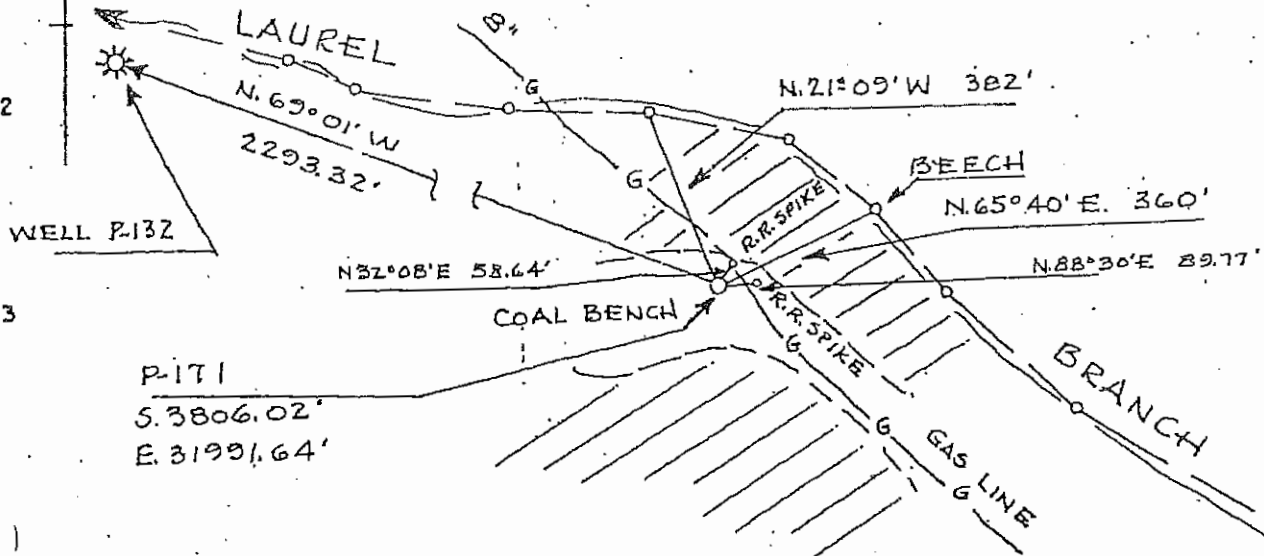 LAUREL
8"
G
N. 69°01' W
2293.32'
N. 21°09' W 382'
2
BEECH
G
R.R. SPIKE
N. 65°40' E. 360'
WELL P-132
N 32°08' E 58.64'
N. 88°30' E 89.77'
3
COAL BENCH
R.R. SPIKE
G
BRANCH
P-171
S. 3806.02'
E. 31991.64'
G
GAS LINE
G